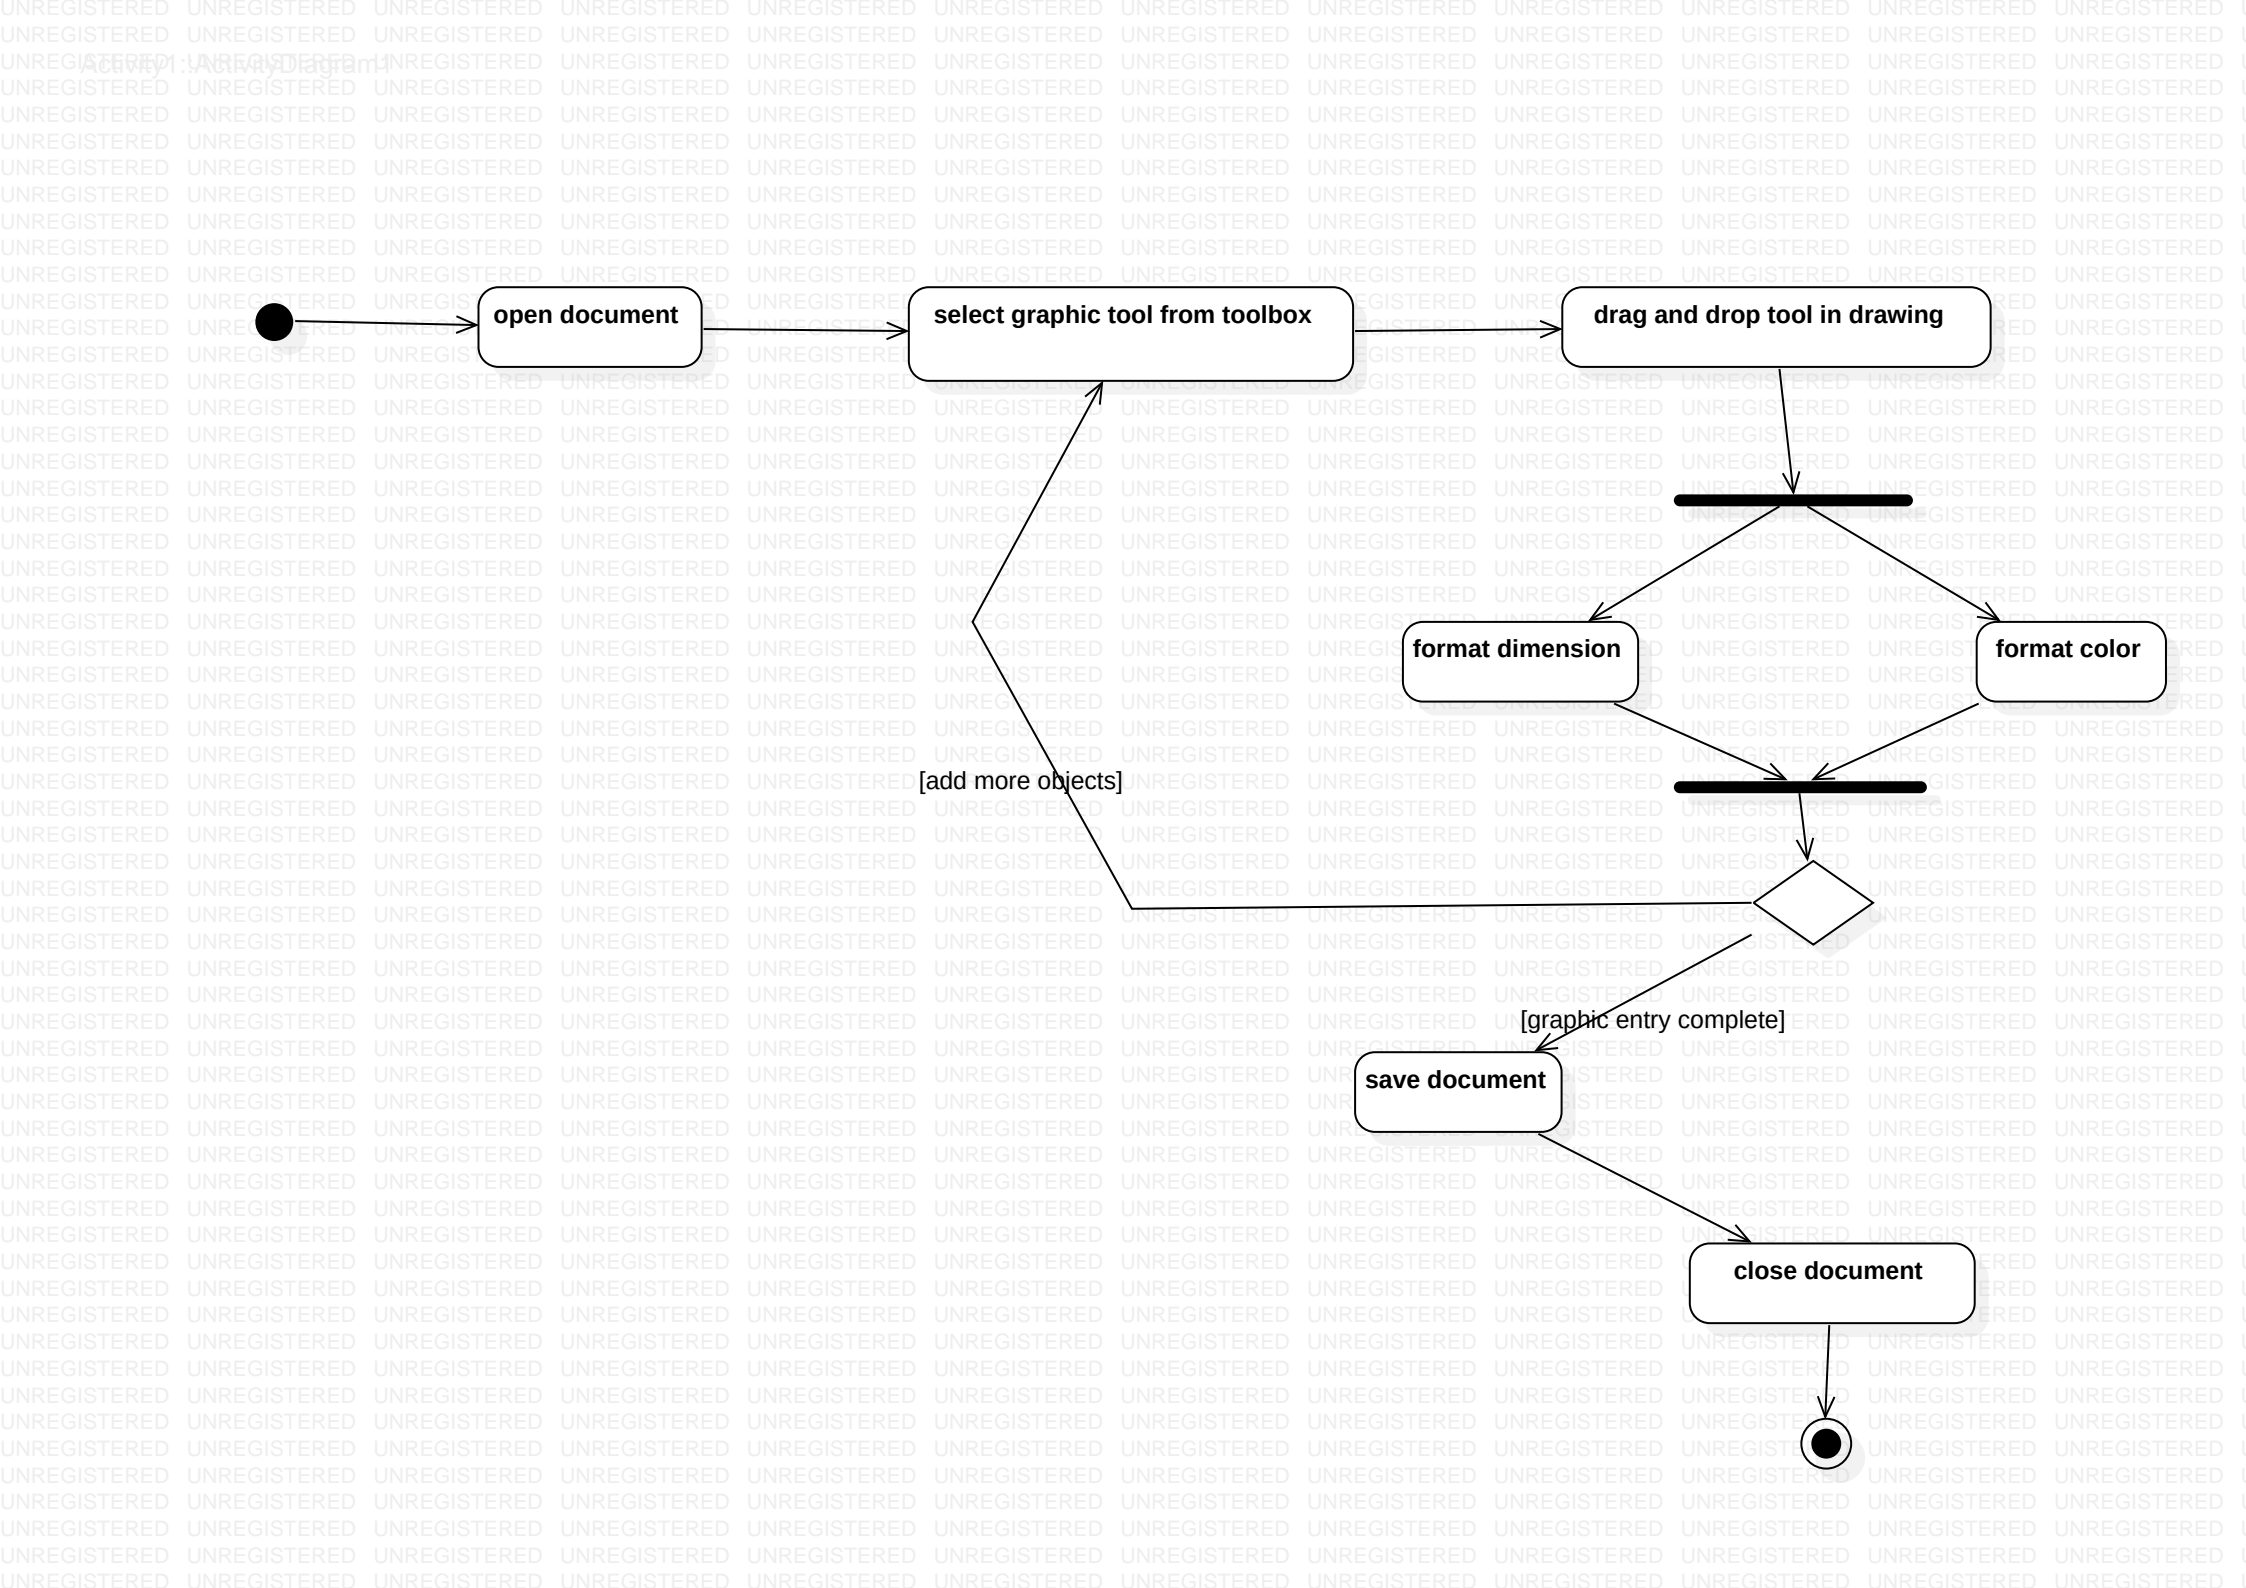 Activity1::ActivityDiagram1
open document
select graphic tool from toolbox
drag and drop tool in drawing
format dimension
format color
[add more objects]
[graphic entry complete]
save document
close document
UNREGISTERED